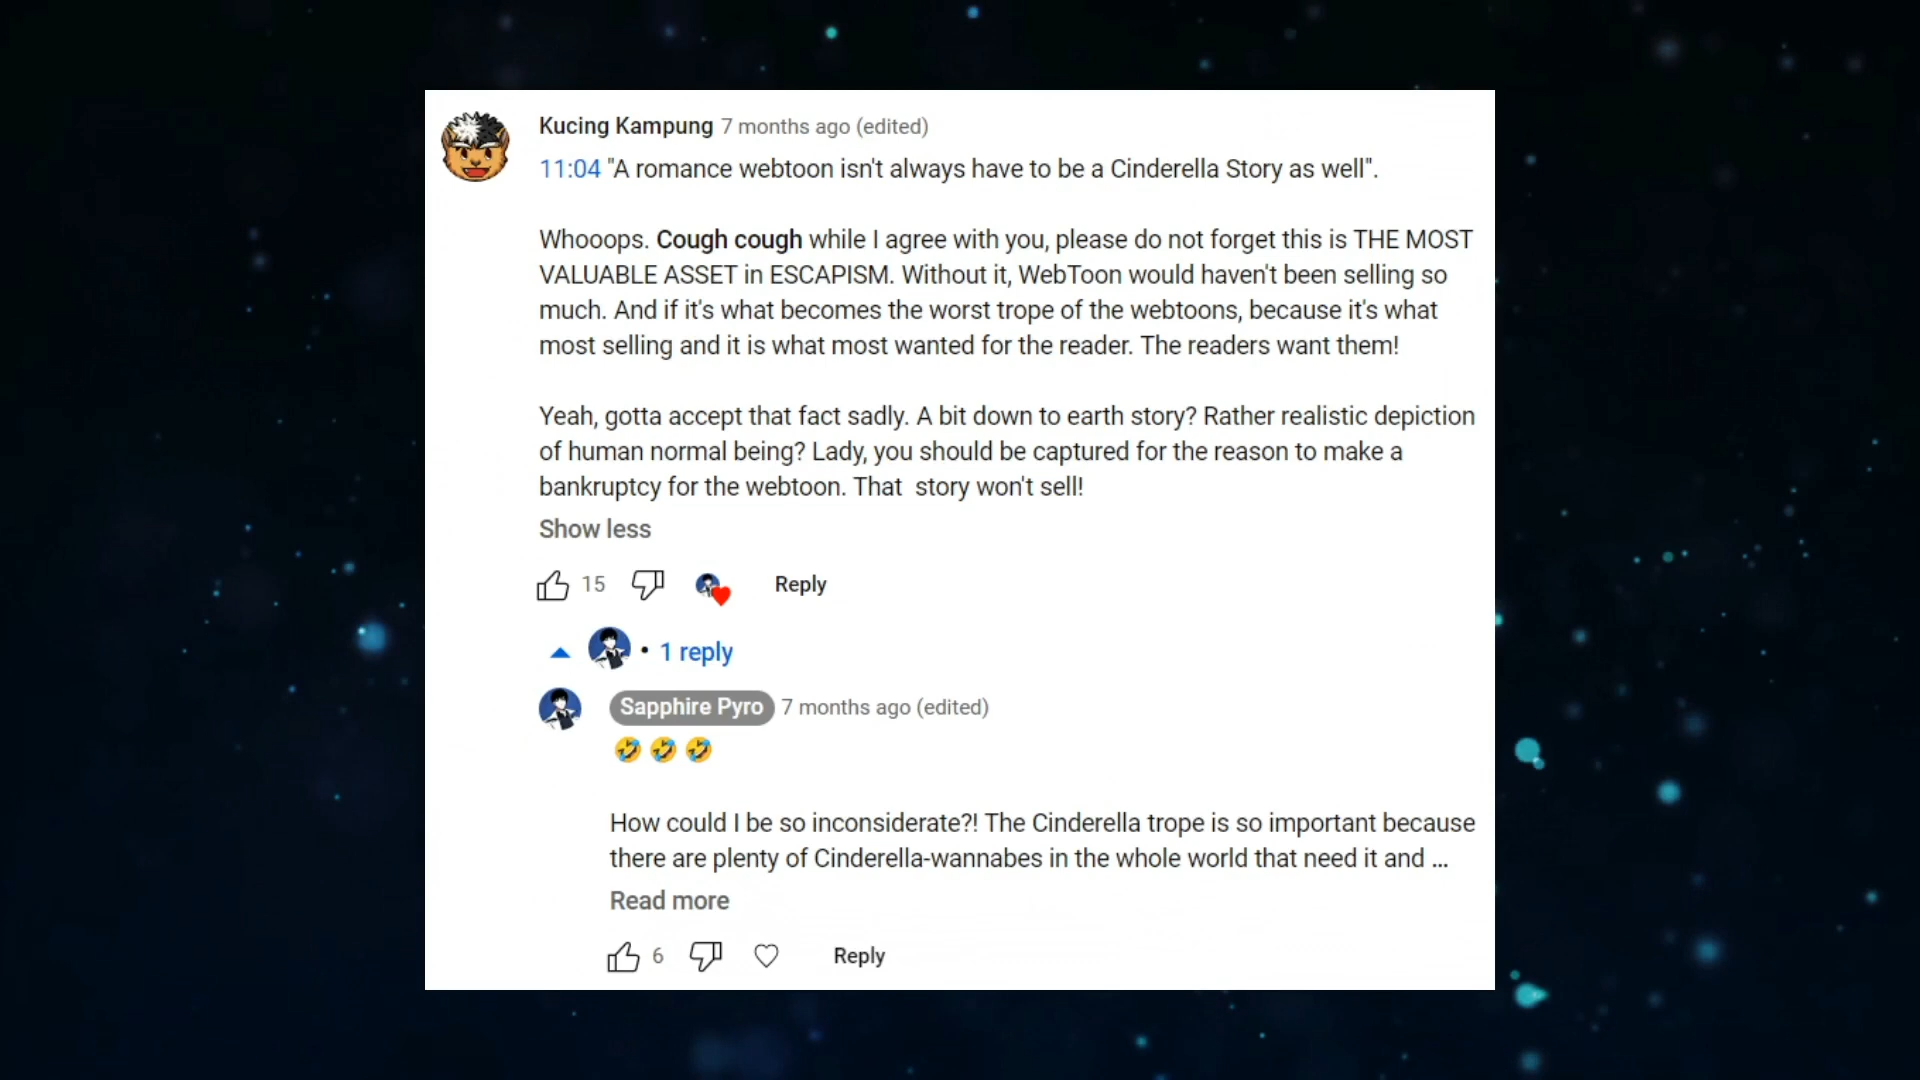 Kucing Kampung 7 months ago (edited)
11:04 "A romance webtoon isn't always have to be a Cinderella Story as well".
Whooops. Cough cough while I agree with you, please do not forget this is THE MOST
VALUABLE ASSET in ESCAPISM. Without it, WebToon would haven't been selling so
much. And if it's what becomes the worst trope of the webtoons, because it's what
most selling and it is what most wanted for the reader. The readers want them!
Yeah, gotta accept that fact sadly. A bit down to earth story? Rather realistic depiction
of human normal being? Lady, you should be captured for the reason to make a
bankruptcy for the webtoon. That  story won't sell!
Show less
15 Reply
• 1 reply
Sapphire Pyro 7 months ago (edited)
🤣 🤣 🤣
How could I be so inconsiderate?! The Cinderella trope is so important because
there are plenty of Cinderella-wannabes in the whole world that need it and ...
Read more
6 Reply